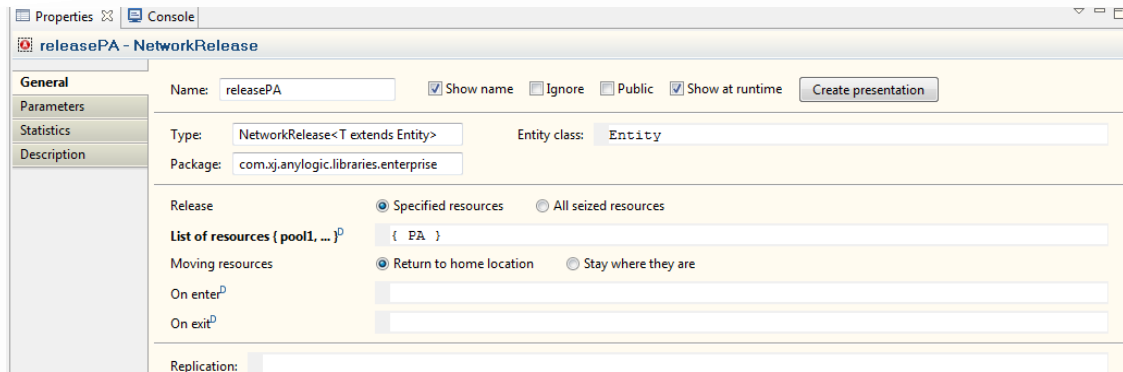 Properties Console
releasePA - NetworkRelease
General
Parameters
Statistics
Description
Name: releasePA Show name Ignore Public Show at runtime Create presentation
Type: NetworkRelease<T extends Entity> Entity class: Entity
Package: com.xj.anylogic.libraries.enterprise
Release Specified resources All seized resources
List of resources { pool1, ... }D { PA }
Moving resources Return to home location Stay where they are
On enterD
On exitD
Replication: